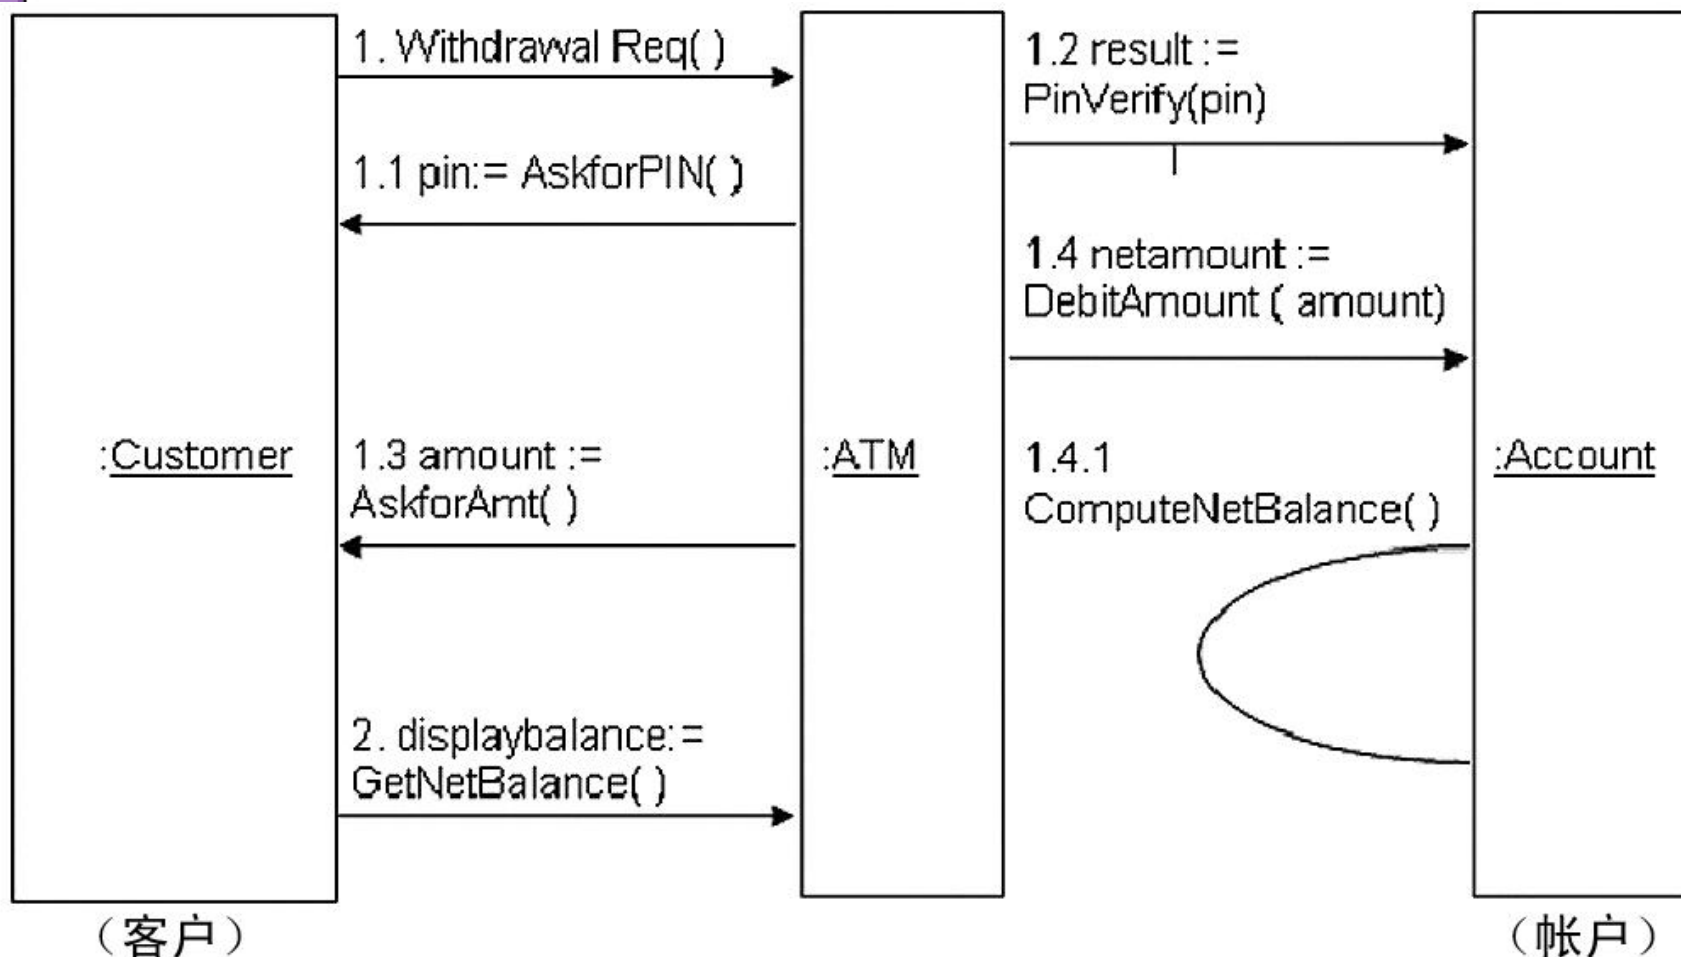 1. Withdrawal Req( )
1.1 pin:= AskforPIN( )
1.2 result :=
PinVerify(pin)
1.4 netamount :=
DebitAmount ( amount)
:Customer
1.3 amount :=
AskforAmt( )
:ATM
1.4.1
ComputeNetBalance( )
:Account
2. displaybalance:=
GetNetBalance( )
（客户）
（帐户）